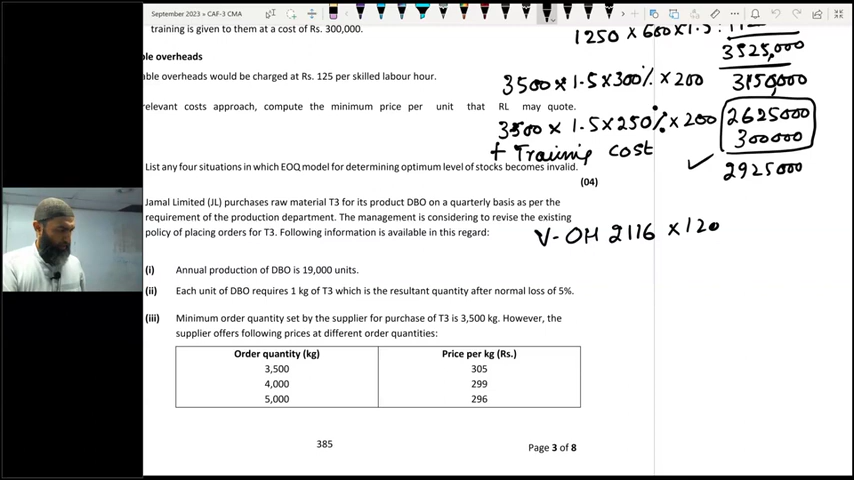 September 2023 » CAF-3 CMA
training is given to them at a cost of Rs. 300,000.
1250 x 600 x 1.5 :
3525,000
able overheads
3500 x 1.5 x 300% x 200 3150,000
able overheads would be charged at Rs. 125 per skilled labour hour.
relevant costs approach, compute the minimum price per unit that RL may quote.
3500 x 1.5 x 250% x 200 2625000
+ Training cost 300000
2925000
List any four situations in which EOQ model for determining optimum level of stocks becomes invalid.
(04)
Jamal Limited (JL) purchases raw material T3 for its product DBO on a quarterly basis as per the
requirement of the production department. The management is considering to revise the existing
policy of placing orders for T3. Following information is available in this regard:
V-OH 2116 x 120
(i) Annual production of DBO is 19,000 units.
(ii) Each unit of DBO requires 1 kg of T3 which is the resultant quantity after normal loss of 5%.
(iii) Minimum order quantity set by the supplier for purchase of T3 is 3,500 kg. However, the
supplier offers following prices at different order quantities:
Order quantity (kg) Price per kg (Rs.)
3,500 305
4,000 299
5,000 296
385
Page 3 of 8